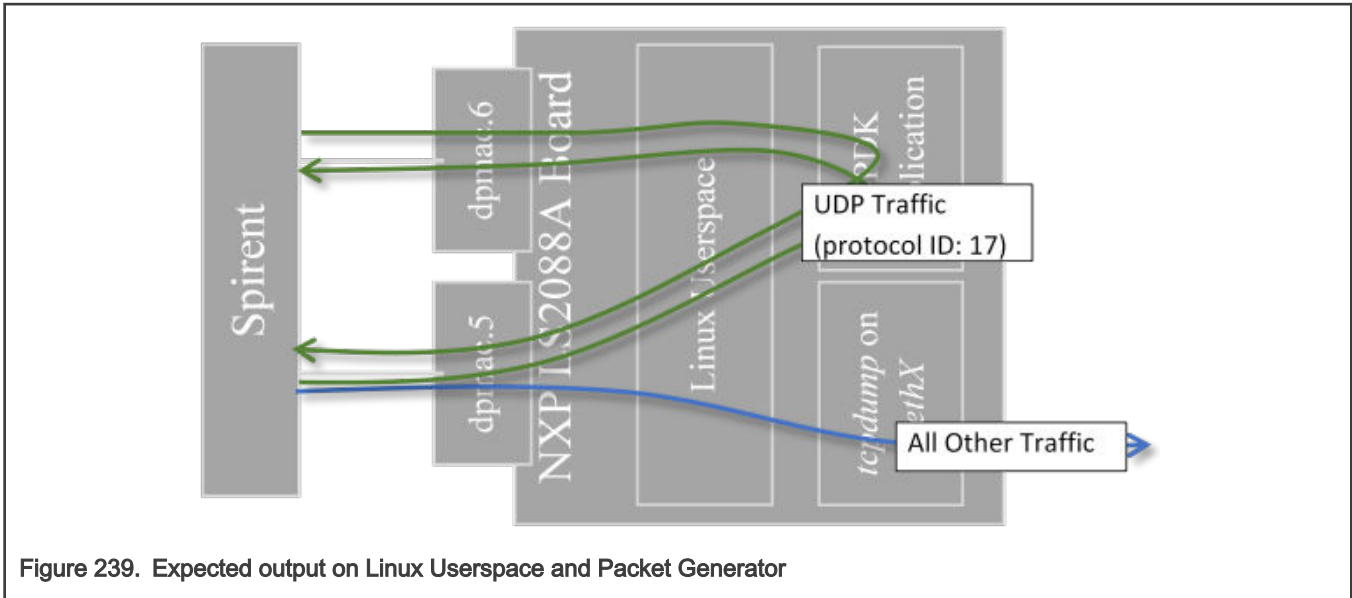 Spirent
dpmac.6
dpmac.5
NXP LS2088A Board
Linux Userspace
UDP Traffic
(protocol ID: 17)
tcpdump on
ethX
All Other Traffic
Figure 239. Expected output on Linux Userspace and Packet Generator